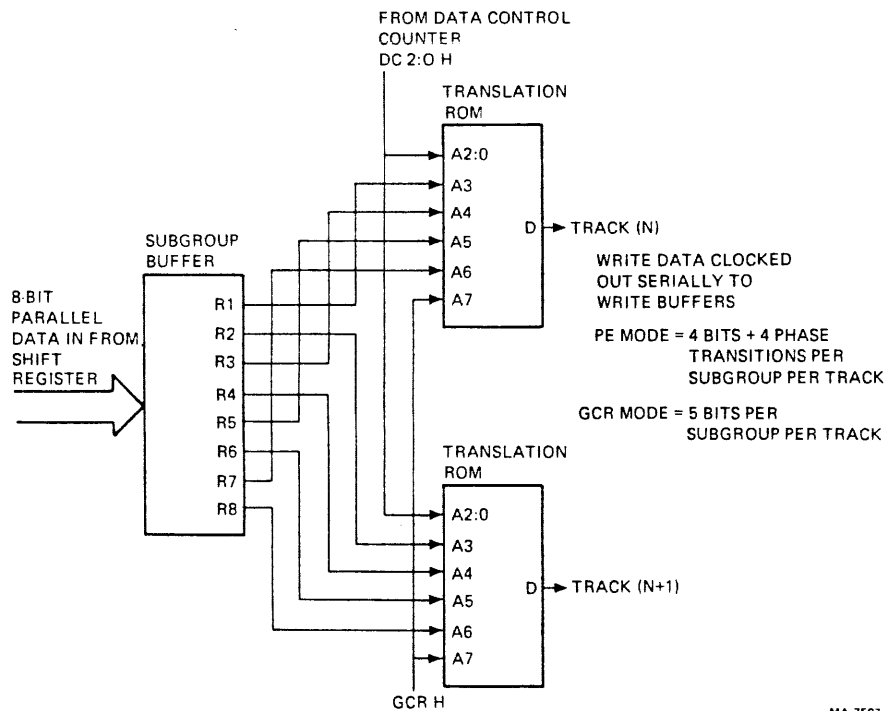 FROM DATA CONTROL
COUNTER
DC 2:0 H
TRANSLATION
ROM
A2:0
A3
A4
A5
A6
A7
D
TRACK (N)
WRITE DATA CLOCKED
OUT SERIALLY TO
WRITE BUFFERS
PE MODE = 4 BITS + 4 PHASE
TRANSITIONS PER
SUBGROUP PER TRACK
GCR MODE = 5 BITS PER
SUBGROUP PER TRACK
SUBGROUP
BUFFER
8-BIT
PARALLEL
DATA IN FROM
SHIFT
REGISTER
R1
R2
R3
R4
R5
R6
R7
R8
TRANSLATION
ROM
A2:0
A3
A4
A5
A6
A7
D
TRACK (N+1)
GCR H